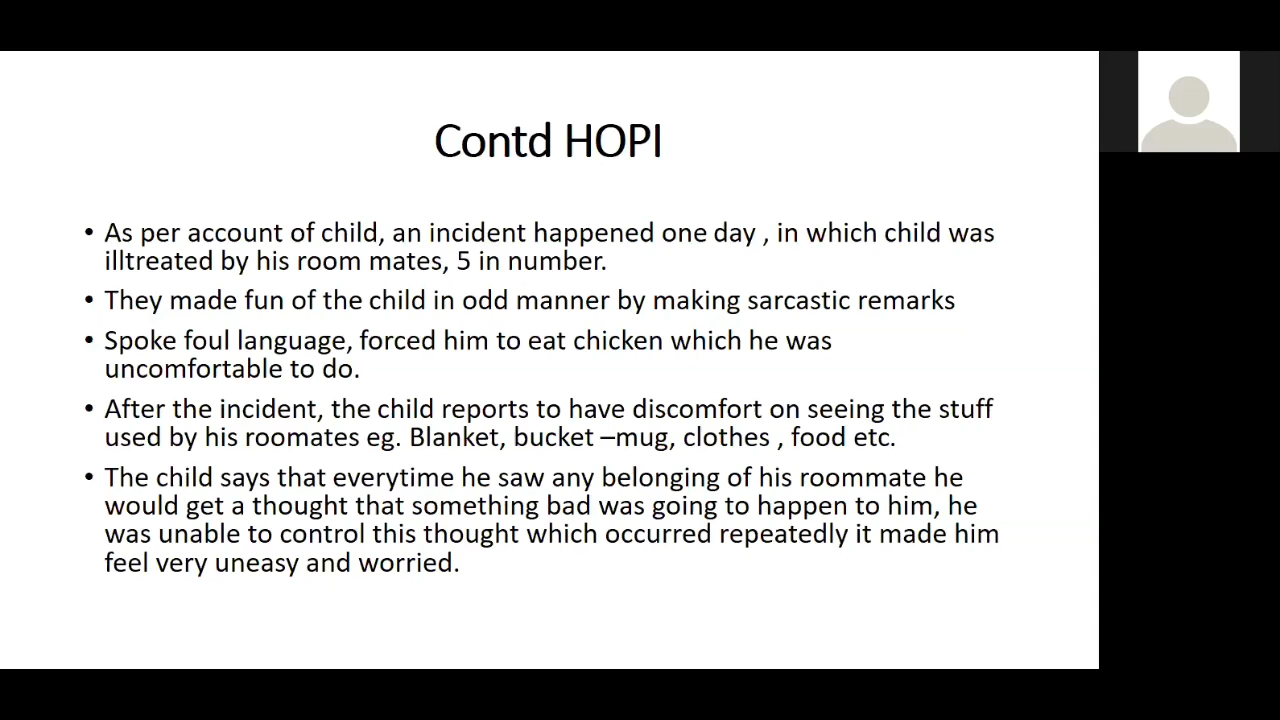 Contd HOPI
• As per account of child, an incident happened one day , in which child was
illtreated by his room mates, 5 in number.
• They made fun of the child in odd manner by making sarcastic remarks
• Spoke foul language, forced him to eat chicken which he was
uncomfortable to do.
• After the incident, the child reports to have discomfort on seeing the stuff
used by his roomates eg. Blanket, bucket –mug, clothes , food etc.
• The child says that everytime he saw any belonging of his roommate he
would get a thought that something bad was going to happen to him, he
was unable to control this thought which occurred repeatedly it made him
feel very uneasy and worried.